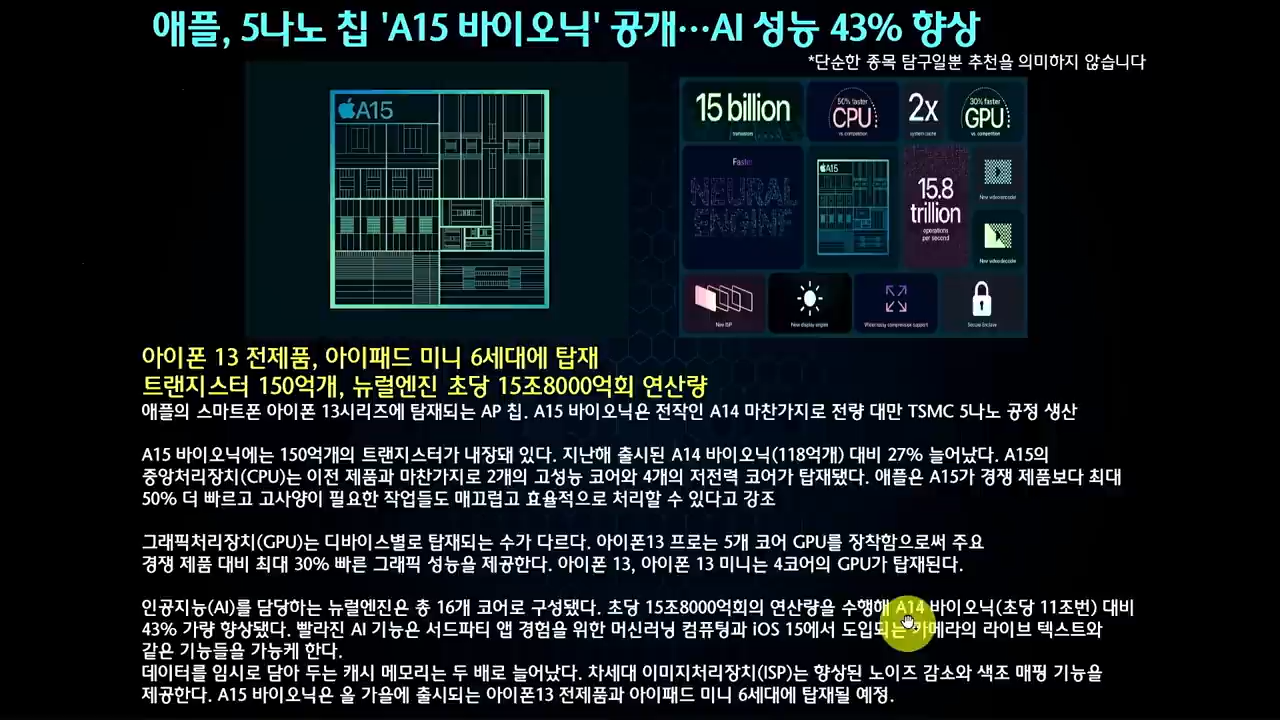 애플, 5나노 칩 'A15 바이오닉' 공개…AI 성능 43% 향상
*단순한 종목 탐구일뿐 추천을 의미하지 않습니다
A15
15 billion
transistors
50% faster
CPU
vs. competition
2x
system cache
30% faster
GPU
vs. competition
Faster
NEURAL
ENGINE
A15
15.8
trillion
operations
per second
New video encoder
New video decoder
New ISP
New display engine
Wide lossy compression support
Secure Enclave
아이폰 13 전제품, 아이패드 미니 6세대에 탑재
트랜지스터 150억개, 뉴럴엔진 초당 15조8000억회 연산량
애플의 스마트폰 아이폰 13시리즈에 탑재되는 AP 칩. A15 바이오닉은 전작인 A14 마찬가지로 전량 대만 TSMC 5나노 공정 생산
A15 바이오닉에는 150억개의 트랜지스터가 내장돼 있다. 지난해 출시된 A14 바이오닉(118억개) 대비 27% 늘어났다. A15의
중앙처리장치(CPU)는 이전 제품과 마찬가지로 2개의 고성능 코어와 4개의 저전력 코어가 탑재됐다. 애플은 A15가 경쟁 제품보다 최대
50% 더 빠르고 고사양이 필요한 작업들도 매끄럽고 효율적으로 처리할 수 있다고 강조
그래픽처리장치(GPU)는 디바이스별로 탑재되는 수가 다르다. 아이폰13 프로는 5개 코어 GPU를 장착함으로써 주요
경쟁 제품 대비 최대 30% 빠른 그래픽 성능을 제공한다. 아이폰 13, 아이폰 13 미니는 4코어의 GPU가 탑재된다.
인공지능(AI)를 담당하는 뉴럴엔진은 총 16개 코어로 구성됐다. 초당 15조8000억회의 연산량을 수행해 A14 바이오닉(초당 11조번) 대비
43% 가량 향상됐다. 빨라진 AI 기능은 서드파티 앱 경험을 위한 머신러닝 컴퓨팅과 iOS 15에서 도입되는 카메라의 라이브 텍스트와
같은 기능들을 가능케 한다.
데이터를 임시로 담아 두는 캐시 메모리는 두 배로 늘어났다. 차세대 이미지처리장치(ISP)는 향상된 노이즈 감소와 색조 매핑 기능을
제공한다. A15 바이오닉은 올 가을에 출시되는 아이폰13 전제품과 아이패드 미니 6세대에 탑재될 예정.